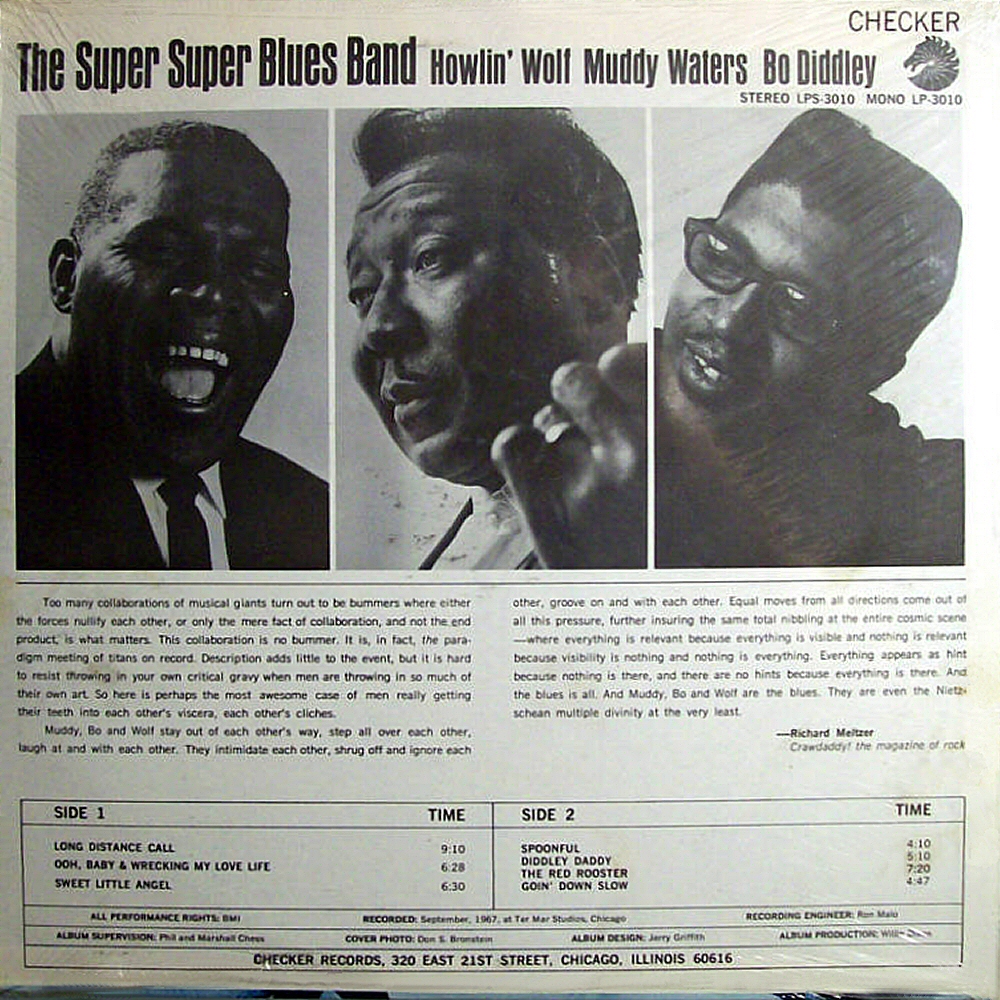 CHECKER
The Super Super Blues Band Howlin' Wolf Muddy Waters Bo Diddley
STEREO LPS-3010 MONO LP-3010
Too many collaborations of musical giants turn out to be bummers where either
the forces nullify each other, or only the mere fact of collaboration, and not the end
product, is what matters. This collaboration is no bummer. It is, in fact, the para-
digm meeting of titans on record. Description adds little to the event, but it is hard
to resist throwing in your own critical gravy when men are throwing in so much of
their own art. So here is perhaps the most awesome case of men really getting
their teeth into each other's viscera, each other's cliches.
Muddy, Bo and Wolf stay out of each other's way, step all over each other,
laugh at and with each other. They intimidate each other, shrug off and ignore each
other, groove on and with each other. Equal moves from all directions come out of
all this pressure, further insuring the same total nibbling at the entire cosmic scene
—where everything is relevant because everything is visible and nothing is relevant
because visibility is nothing and nothing is everything. Everything appears as hint
because nothing is there, and there are no hints because everything is there. And
the blues is all. And Muddy, Bo and Wolf are the blues. They are even the Nietz-
schean multiple divinity at the very least.
—Richard Meltzer
Crawdaddy! the magazine of rock
SIDE 1 TIME
LONG DISTANCE CALL 9:10
OOH, BABY & WRECKING MY LOVE LIFE 6:28
SWEET LITTLE ANGEL 6:30
SIDE 2 TIME
SPOONFUL 4:10
DIDDLEY DADDY 5:10
THE RED ROOSTER 7:20
GOIN' DOWN SLOW 4:47
ALL PERFORMANCE RIGHTS: BMI RECORDED: September, 1967, at Ter Mar Studios, Chicago RECORDING ENGINEER: Ron Malo
ALBUM SUPERVISION: Phil and Marshall Chess COVER PHOTO: Don S. Bronstein ALBUM DESIGN: Jerry Griffith ALBUM PRODUCTION:
CHECKER RECORDS, 320 EAST 21ST STREET, CHICAGO, ILLINOIS 60616